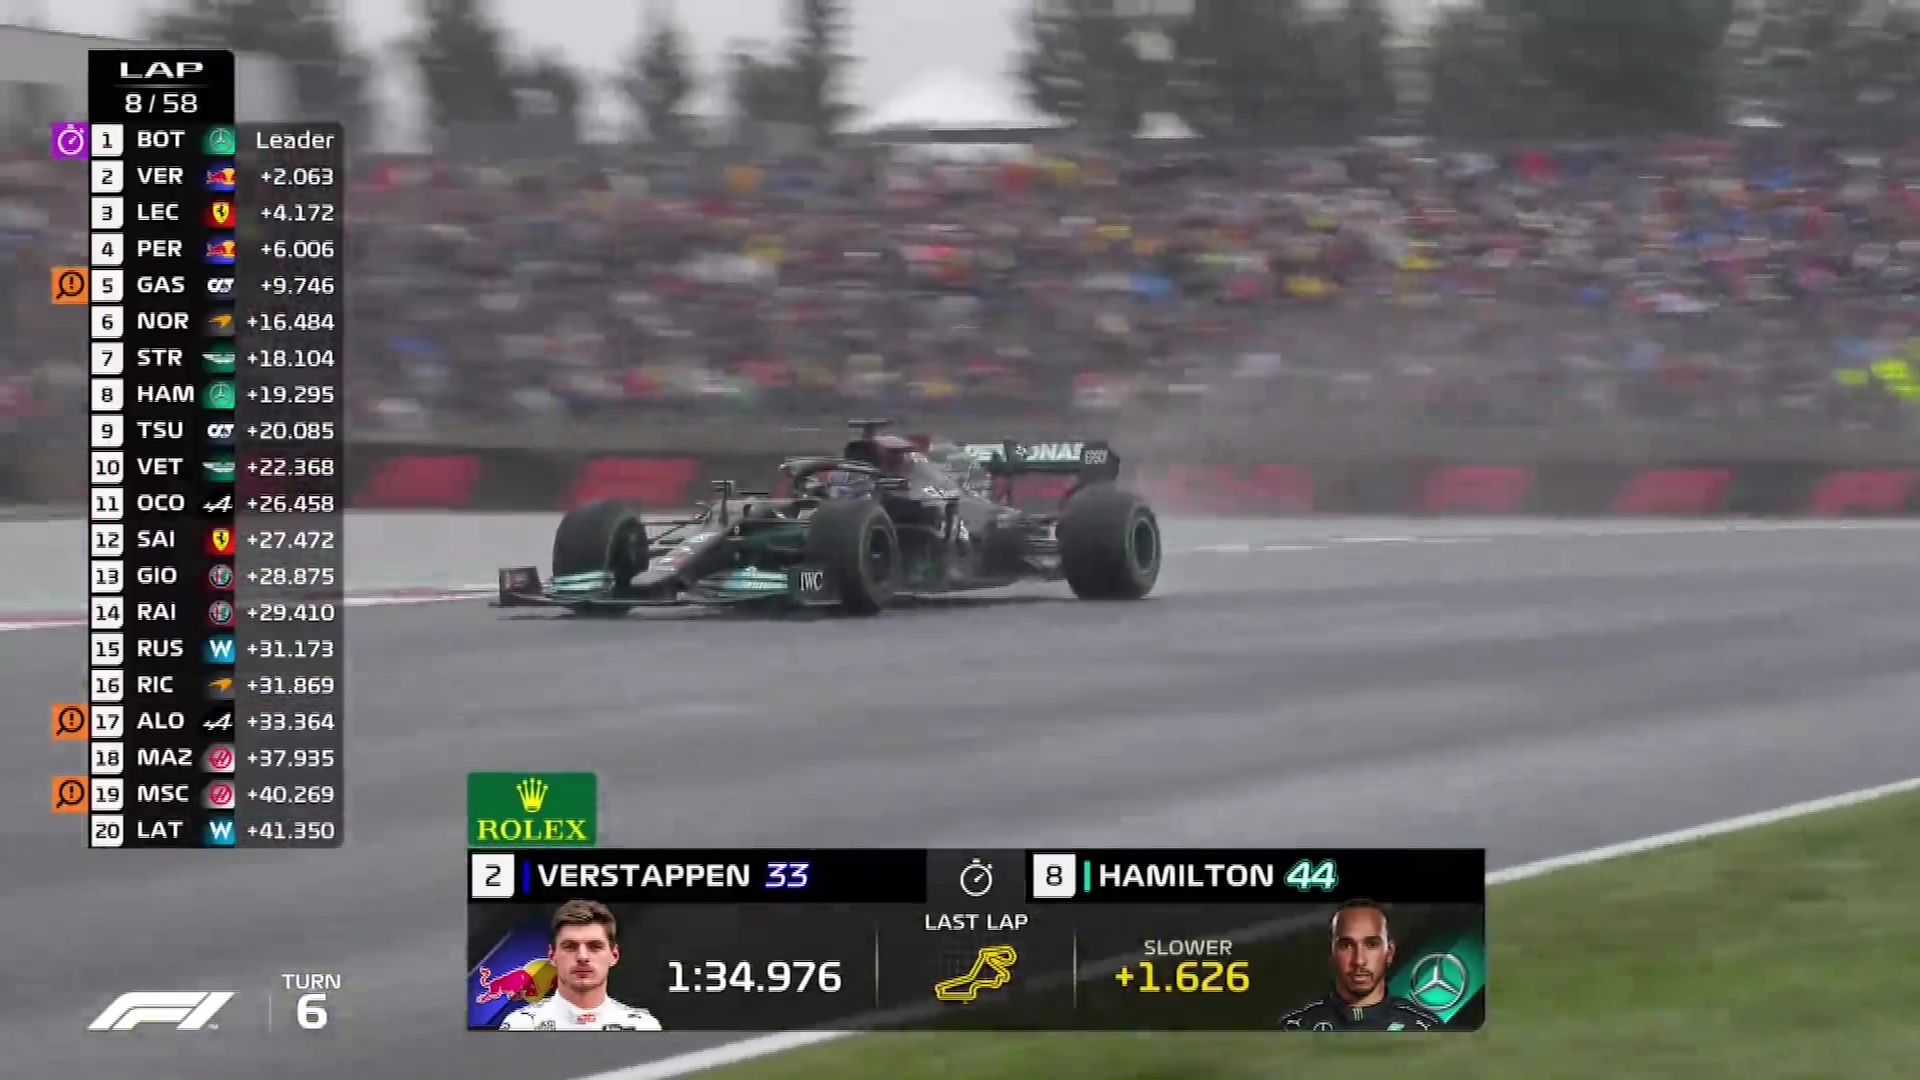 LAP
8 / 58
1 BOT Leader
2 VER +2.063
3 LEC +4.172
4 PER +6.006
5 GAS +9.746
6 NOR +16.484
7 STR +18.104
8 HAM +19.295
9 TSU +20.085
10 VET +22.368
11 OCO +26.458
12 SAI +27.472
13 GIO +28.875
14 RAI +29.410
15 RUS W +31.173
16 RIC +31.869
17 ALO +33.364
18 MAZ +37.935
19 MSC +40.269
20 LAT W +41.350
EPSON
IWC
ROLEX
2 VERSTAPPEN 33
8 HAMILTON 44
LAST LAP
1:34.976
SLOWER
+1.626
F1
TURN
6